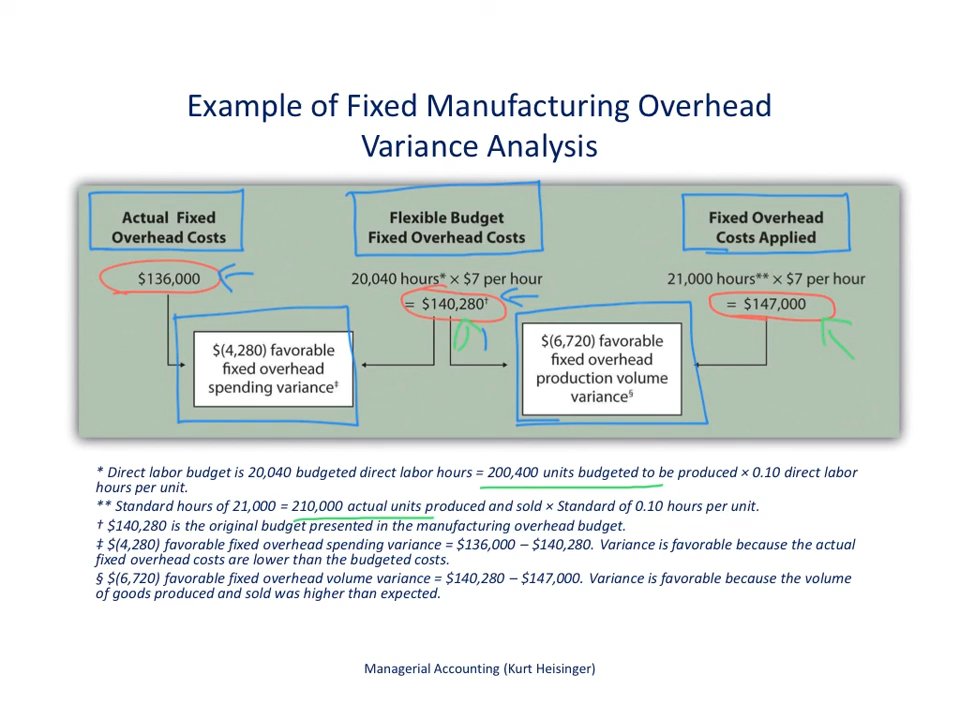 Example of Fixed Manufacturing Overhead
Variance Analysis
Actual Fixed
Overhead Costs
Flexible Budget
Fixed Overhead Costs
Fixed Overhead
Costs Applied
$136,000
20,040 hours* × $7 per hour
= $140,280†
21,000 hours** × $7 per hour
= $147,000
$(4,280) favorable
fixed overhead
spending variance‡
$(6,720) favorable
fixed overhead
production volume
variance§
* Direct labor budget is 20,040 budgeted direct labor hours = 200,400 units budgeted to be produced × 0.10 direct labor
hours per unit.
** Standard hours of 21,000 = 210,000 actual units produced and sold × Standard of 0.10 hours per unit.
† $140,280 is the original budget presented in the manufacturing overhead budget.
‡ $(4,280) favorable fixed overhead spending variance = $136,000 – $140,280. Variance is favorable because the actual
fixed overhead costs are lower than the budgeted costs.
§ $(6,720) favorable fixed overhead volume variance = $140,280 – $147,000. Variance is favorable because the volume
of goods produced and sold was higher than expected.
Managerial Accounting (Kurt Heisinger)